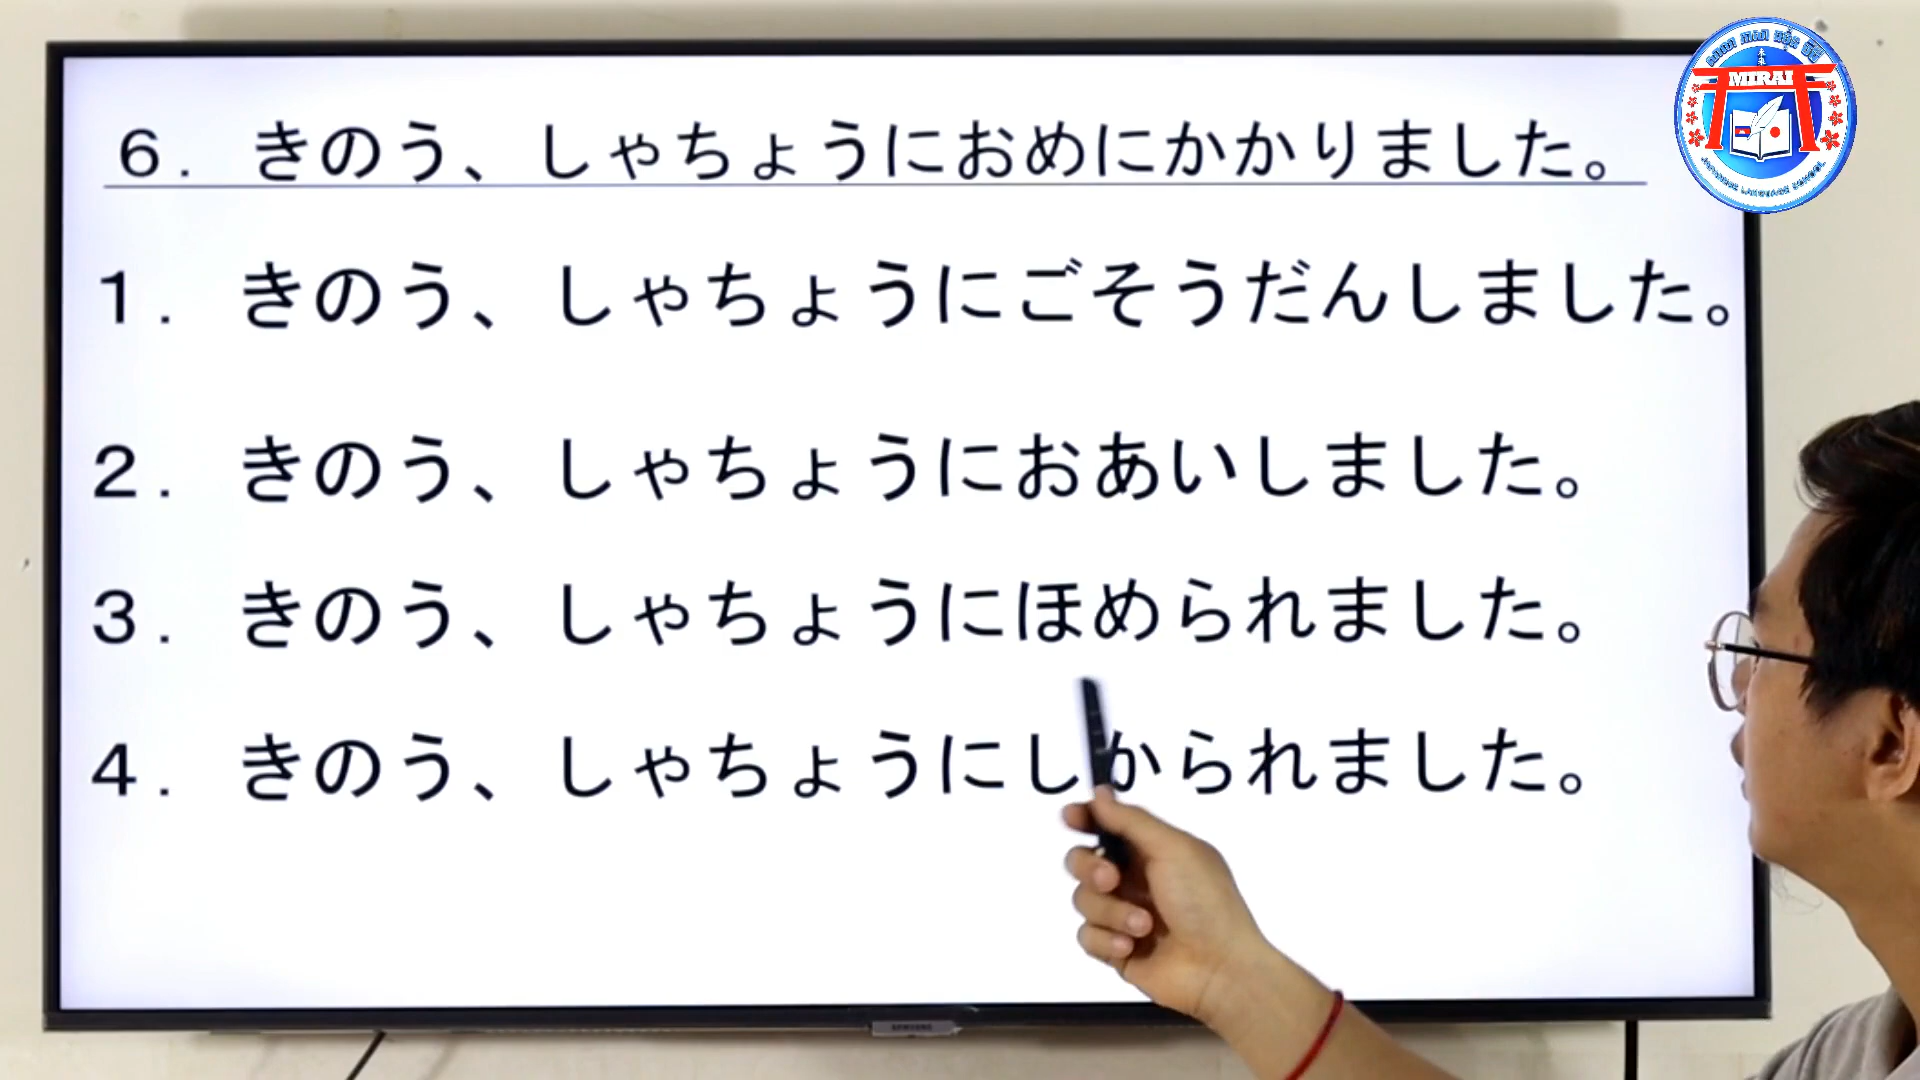 6. きのう、しゃちょうにおめにかかりました。
1. きのう、しゃちょうにごそうだんしました。
2. きのう、しゃちょうにおあいしました。
3. きのう、しゃちょうにほめられました。
4. きのう、しゃちょうにしかられました。
MIRAI
JAPANESE LANGUAGE SCHOOL
SAMSUNG